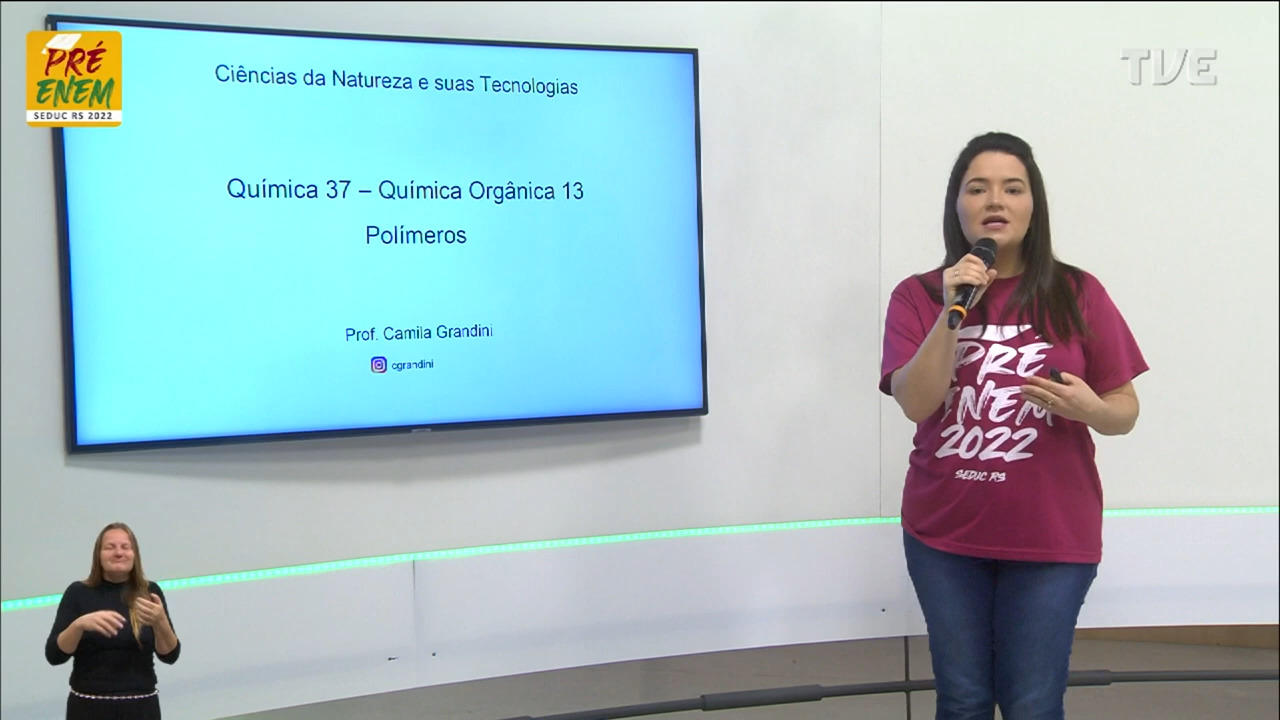 PRÉ
ENEM
SEDUC RS 2022
Ciências da Natureza e suas Tecnologias
Química 37 – Química Orgânica 13
Polímeros
Prof. Camila Grandini
cgrandini
TVE
PRÉ
ENEM
2022
SEDUC RS